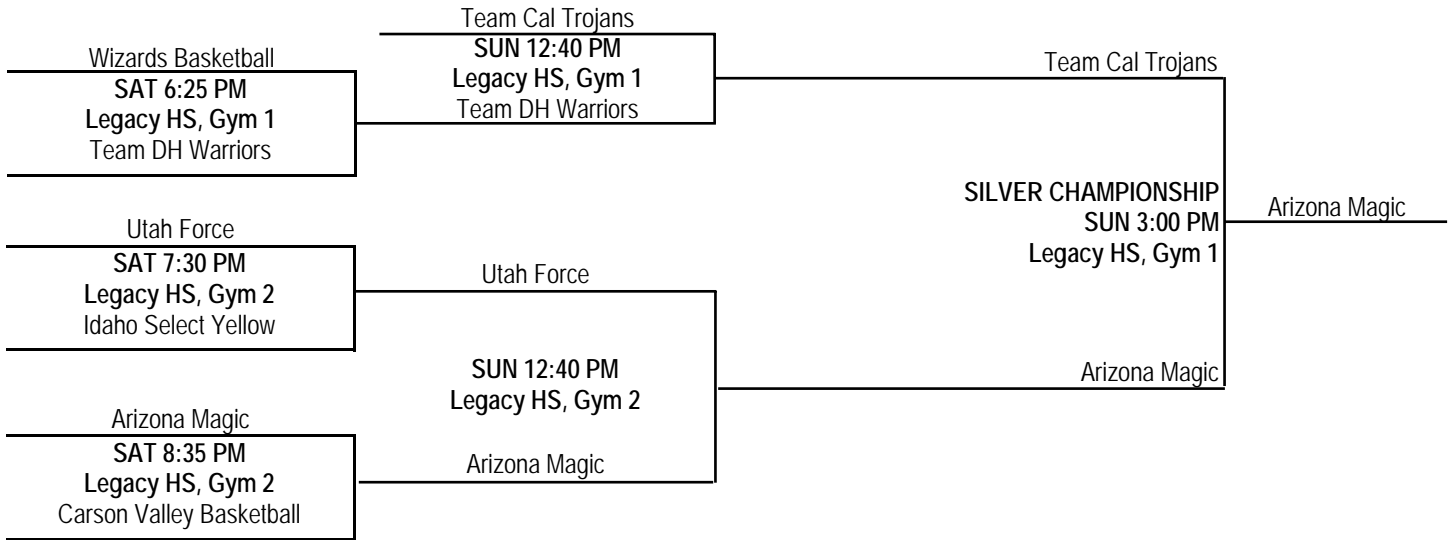 Team Cal Trojans
Wizards Basketball
SUN 12:40 PM
Legacy HS, Gym 1
Team DH Warriors
SAT 6:25 PM
Legacy HS, Gym 1
Team DH Warriors
Team Cal Trojans
SILVER CHAMPIONSHIP
SUN 3:00 PM
Legacy HS, Gym 1
Arizona Magic
Utah Force
SAT 7:30 PM
Legacy HS, Gym 2
Idaho Select Yellow
Utah Force
SUN 12:40 PM
Legacy HS, Gym 2
Arizona Magic
Arizona Magic
SAT 8:35 PM
Legacy HS, Gym 2
Carson Valley Basketball
Arizona Magic